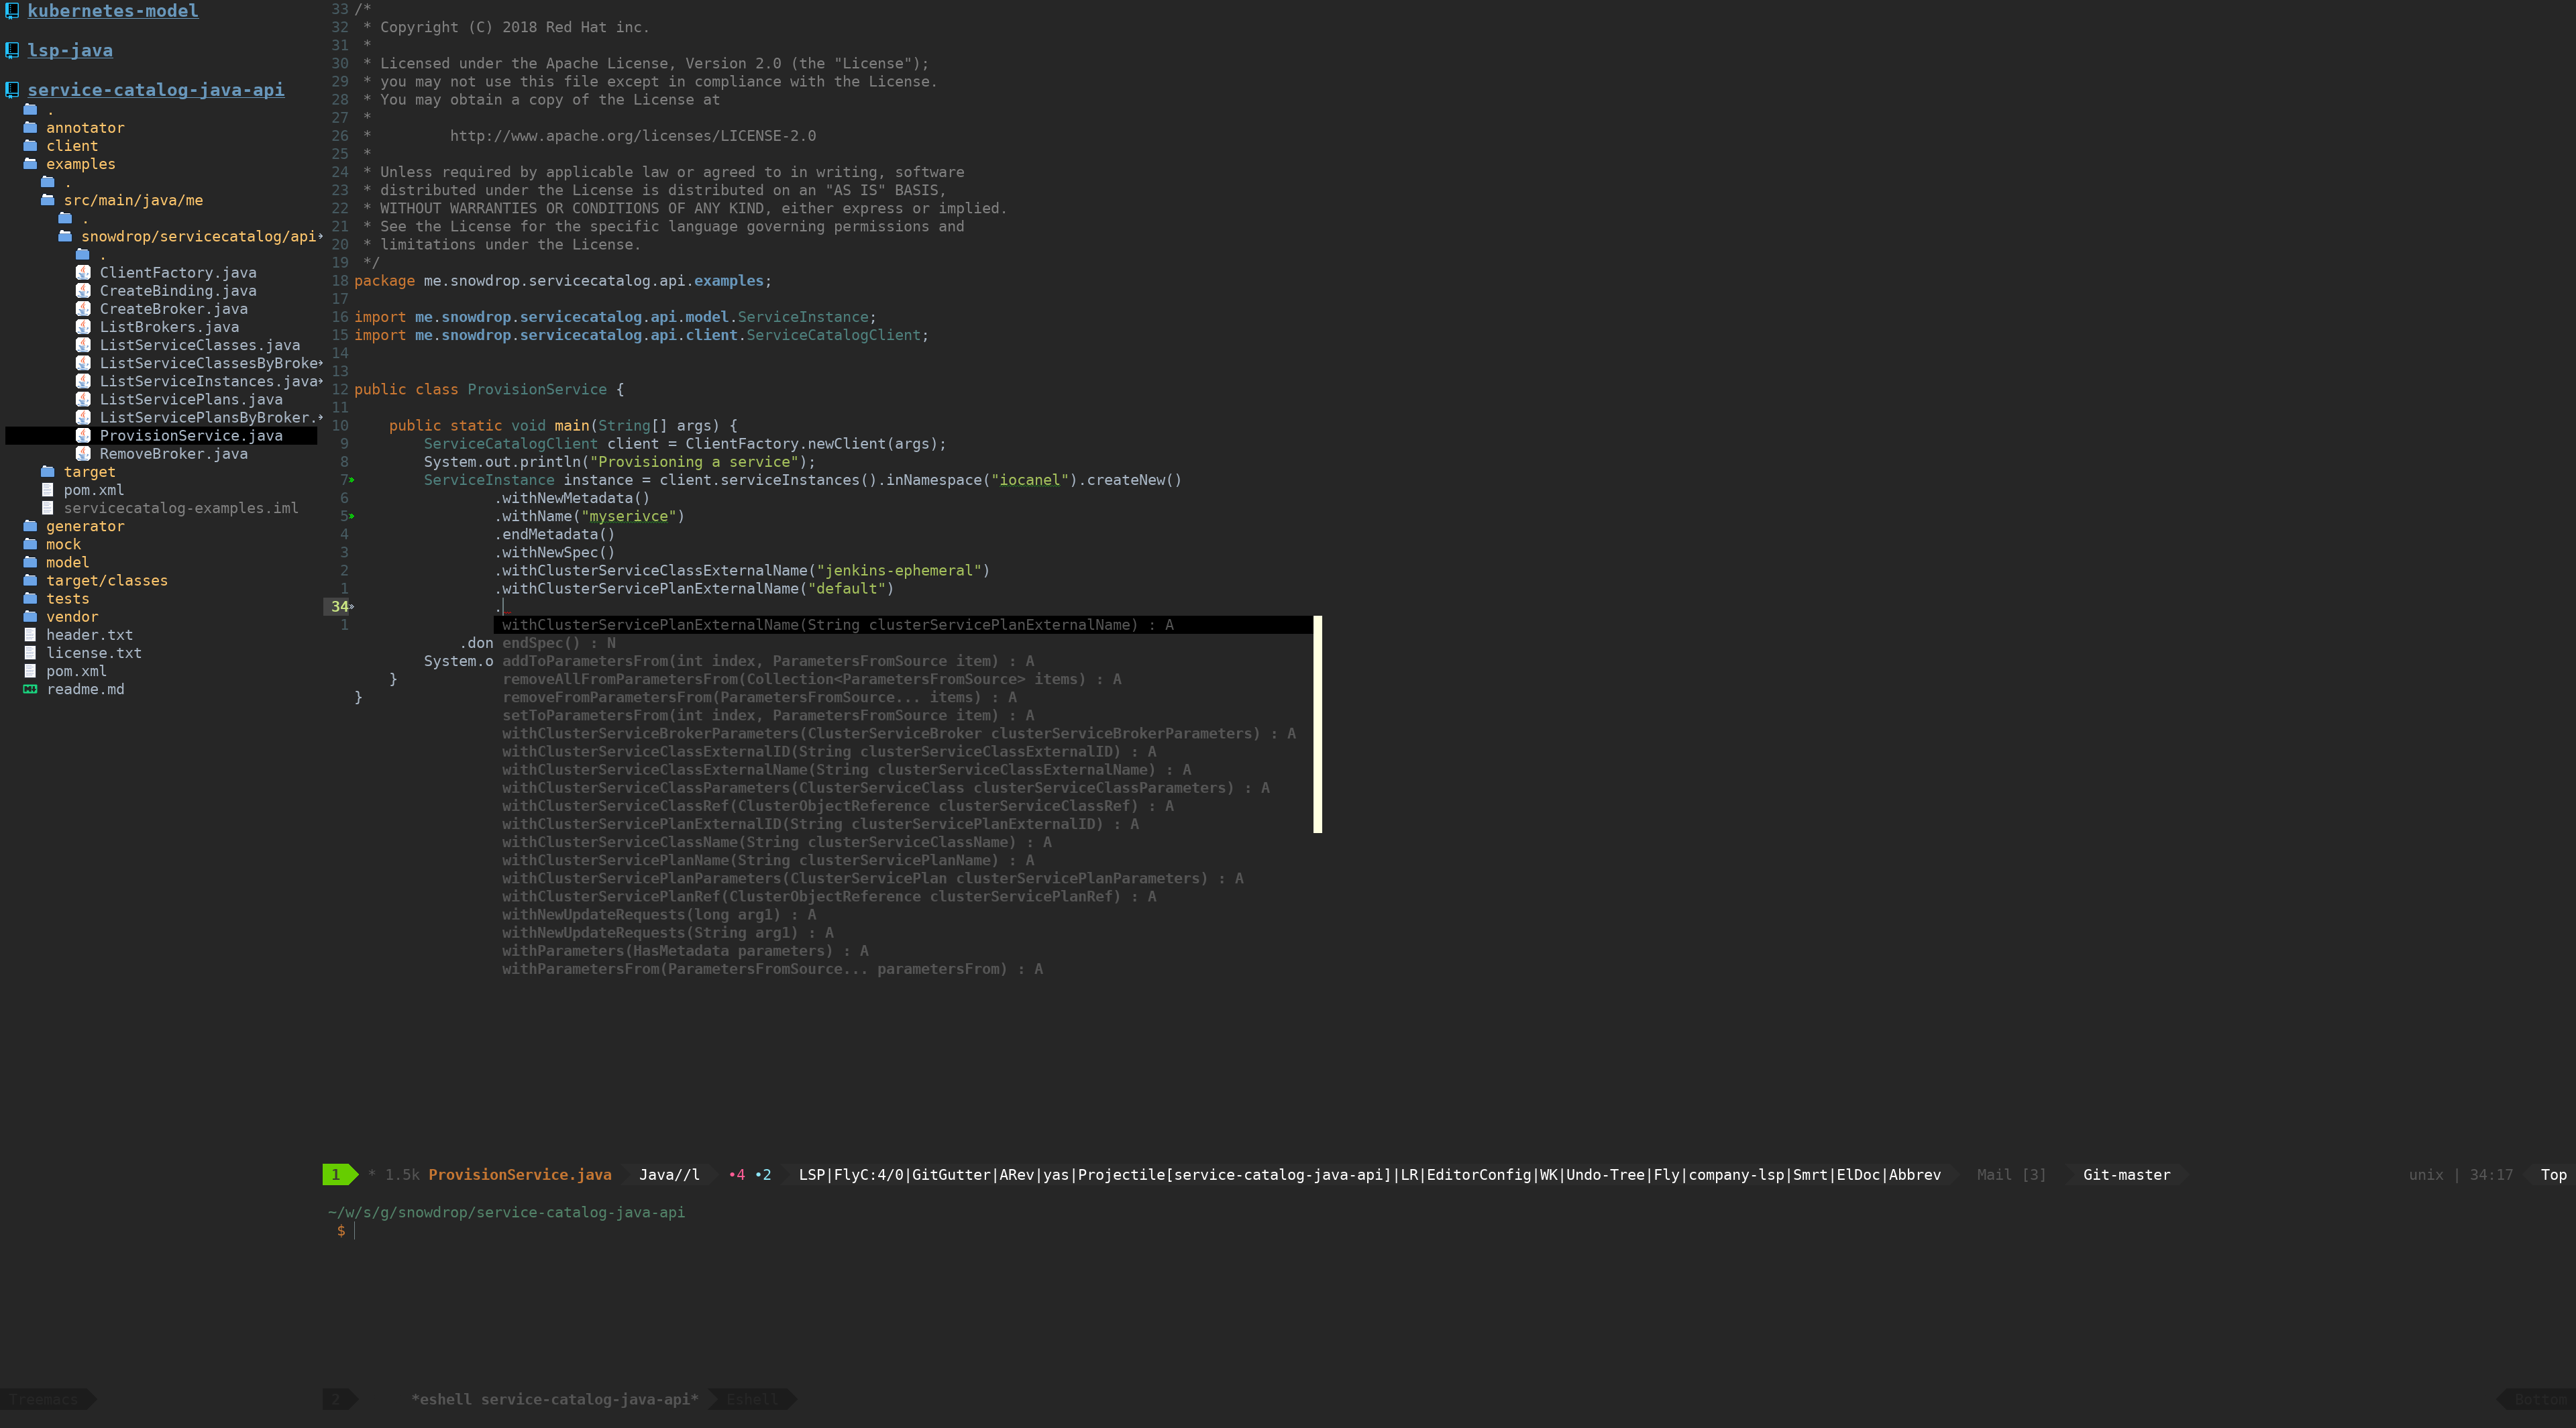 kubernetes-model
lsp-java
service-catalog-java-api
.
annotator
client
examples
.
src/main/java/me
.
snowdrop/servicecatalog/api
.
ClientFactory.java
CreateBinding.java
CreateBroker.java
ListBrokers.java
ListServiceClasses.java
ListServiceClassesByBroke
ListServiceInstances.java
ListServicePlans.java
ListServicePlansByBroker.
ProvisionService.java
RemoveBroker.java
target
pom.xml
servicecatalog-examples.iml
generator
mock
model
target/classes
tests
vendor
header.txt
license.txt
pom.xml
readme.md
Treemacs
33 /*
32  * Copyright (C) 2018 Red Hat inc.
31  *
30  * Licensed under the Apache License, Version 2.0 (the "License");
29  * you may not use this file except in compliance with the License.
28  * You may obtain a copy of the License at
27  *
26  *         http://www.apache.org/licenses/LICENSE-2.0
25  *
24  * Unless required by applicable law or agreed to in writing, software
23  * distributed under the License is distributed on an "AS IS" BASIS,
22  * WITHOUT WARRANTIES OR CONDITIONS OF ANY KIND, either express or implied.
21  * See the License for the specific language governing permissions and
20  * limitations under the License.
19  */
18 package me.snowdrop.servicecatalog.api.examples;
17
16 import me.snowdrop.servicecatalog.api.model.ServiceInstance;
15 import me.snowdrop.servicecatalog.api.client.ServiceCatalogClient;
14
13
12 public class ProvisionService {
11
10     public static void main(String[] args) {
9         ServiceCatalogClient client = ClientFactory.newClient(args);
8         System.out.println("Provisioning a service");
7»        ServiceInstance instance = client.serviceInstances().inNamespace("iocanel").createNew()
6                 .withNewMetadata()
5»                .withName("myserivce")
4                 .endMetadata()
3                 .withNewSpec()
2                 .withClusterServiceClassExternalName("jenkins-ephemeral")
1                 .withClusterServicePlanExternalName("default")
34»                .
1                 withClusterServicePlanExternalName(String clusterServicePlanExternalName) : A
.don endSpec() : N
System.o addToParametersFrom(int index, ParametersFromSource item) : A
} removeAllFromParametersFrom(Collection<ParametersFromSource> items) : A
} removeFromParametersFrom(ParametersFromSource... items) : A
setToParametersFrom(int index, ParametersFromSource item) : A
withClusterServiceBrokerParameters(ClusterServiceBroker clusterServiceBrokerParameters) : A
withClusterServiceClassExternalID(String clusterServiceClassExternalID) : A
withClusterServiceClassExternalName(String clusterServiceClassExternalName) : A
withClusterServiceClassParameters(ClusterServiceClass clusterServiceClassParameters) : A
withClusterServiceClassRef(ClusterObjectReference clusterServiceClassRef) : A
withClusterServicePlanExternalID(String clusterServicePlanExternalID) : A
withClusterServiceClassName(String clusterServiceClassName) : A
withClusterServicePlanName(String clusterServicePlanName) : A
withClusterServicePlanParameters(ClusterServicePlan clusterServicePlanParameters) : A
withClusterServicePlanRef(ClusterObjectReference clusterServicePlanRef) : A
withNewUpdateRequests(long arg1) : A
withNewUpdateRequests(String arg1) : A
withParameters(HasMetadata parameters) : A
withParametersFrom(ParametersFromSource... parametersFrom) : A
1 * 1.5k ProvisionService.java Java//l •4 •2 LSP|FlyC:4/0|GitGutter|ARev|yas|Projectile[service-catalog-java-api]|LR|EditorConfig|WK|Undo-Tree|Fly|company-lsp|Smrt|ElDoc|Abbrev Mail [3] Git-master unix | 34:17 Top
~/w/s/g/snowdrop/service-catalog-java-api
$
2 *eshell service-catalog-java-api* Eshell Bottom